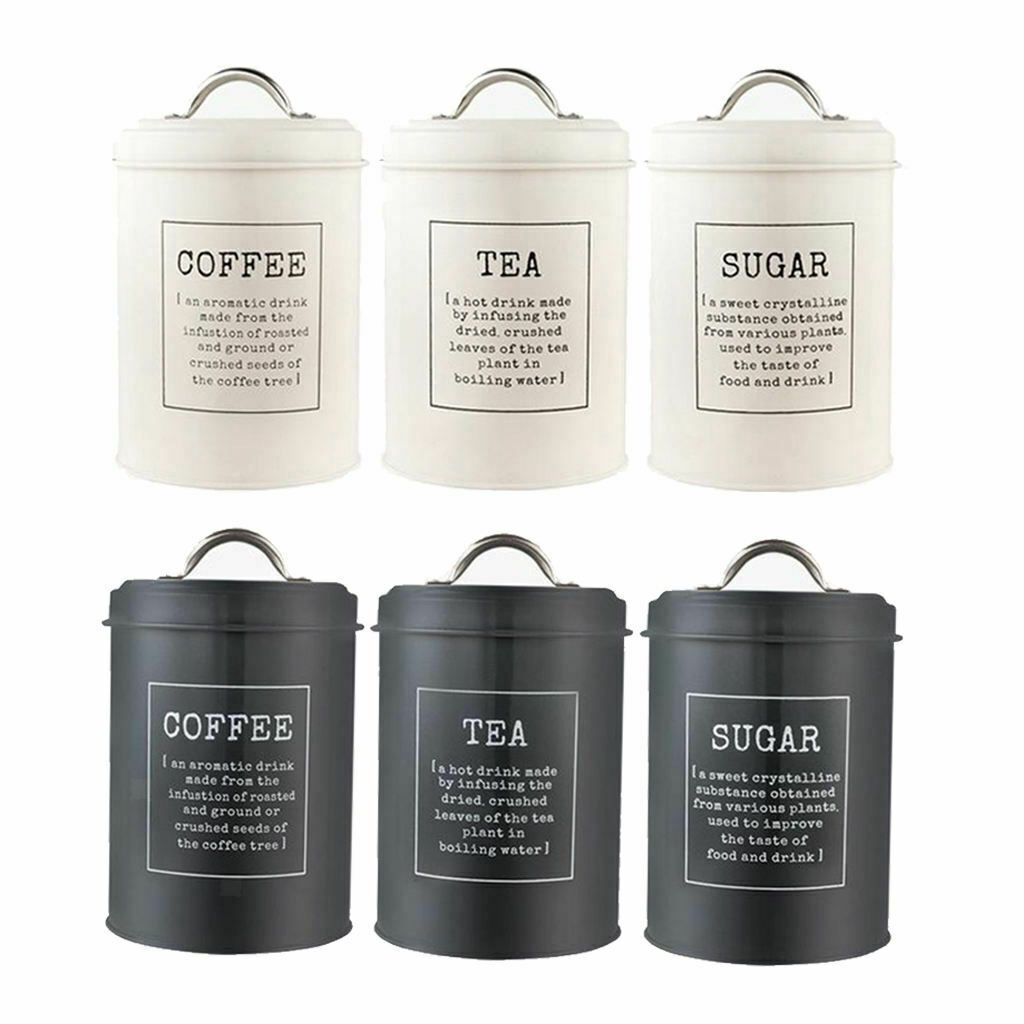 COFFEE
[ an aromatic drink
made from the
infustion of roasted
and ground or
crushed seeds of
the coffee tree ]
TEA
[ a hot drink made
by infusing the
dried, crushed
leaves of the tea
plant in
boiling water ]
SUGAR
[ a sweet crystalline
substance obtained
from various plants,
used to improve
the taste of
food and drink ]
COFFEE
[ an aromatic drink
made from the
infustion of roasted
and ground or
crushed seeds of
the coffee tree ]
TEA
[ a hot drink made
by infusing the
dried, crushed
leaves of the tea
plant in
boiling water ]
SUGAR
[ a sweet crystalline
substance obtained
from various plants,
used to improve
the taste of
food and drink ]